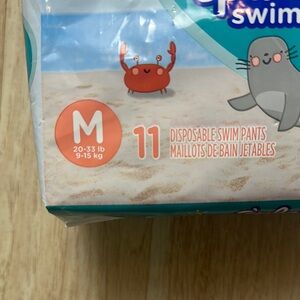 swim
M
20-33 lb
9-15 kg
11
DISPOSABLE SWIM PANTS
MAILLOTS DE BAIN JETABLES